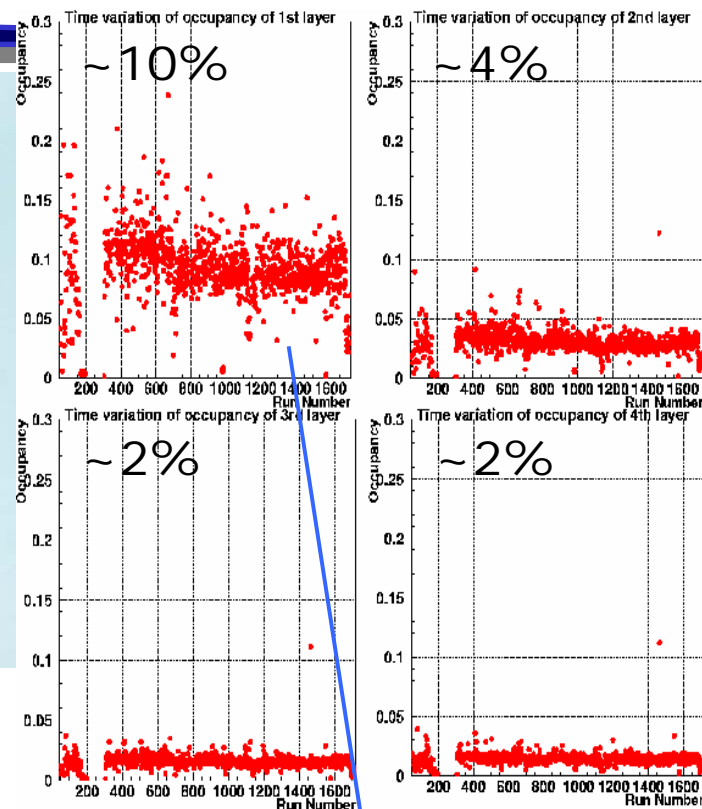 Time variation of occupancy of 1st layer
~10%
Occupancy
0.3
0.25
0.2
0.15
0.1
0.05
0
200 400 600 800 1000 1200 1400 1600
Run Number
Time variation of occupancy of 2nd layer
~4%
Occupancy
0.3
0.25
0.2
0.15
0.1
0.05
0
200 400 600 800 1000 1200 1400 1600
Run Number
Time variation of occupancy of 3rd layer
~2%
Occupancy
0.3
0.25
0.2
0.15
0.1
0.05
0
200 400 600 800 1000 1200 1400 1600
Run Number
Time variation of occupancy of 4th layer
~2%
Occupancy
0.3
0.25
0.2
0.15
0.1
0.05
0
200 400 600 800 1000 1200 1400 1600
Run Number